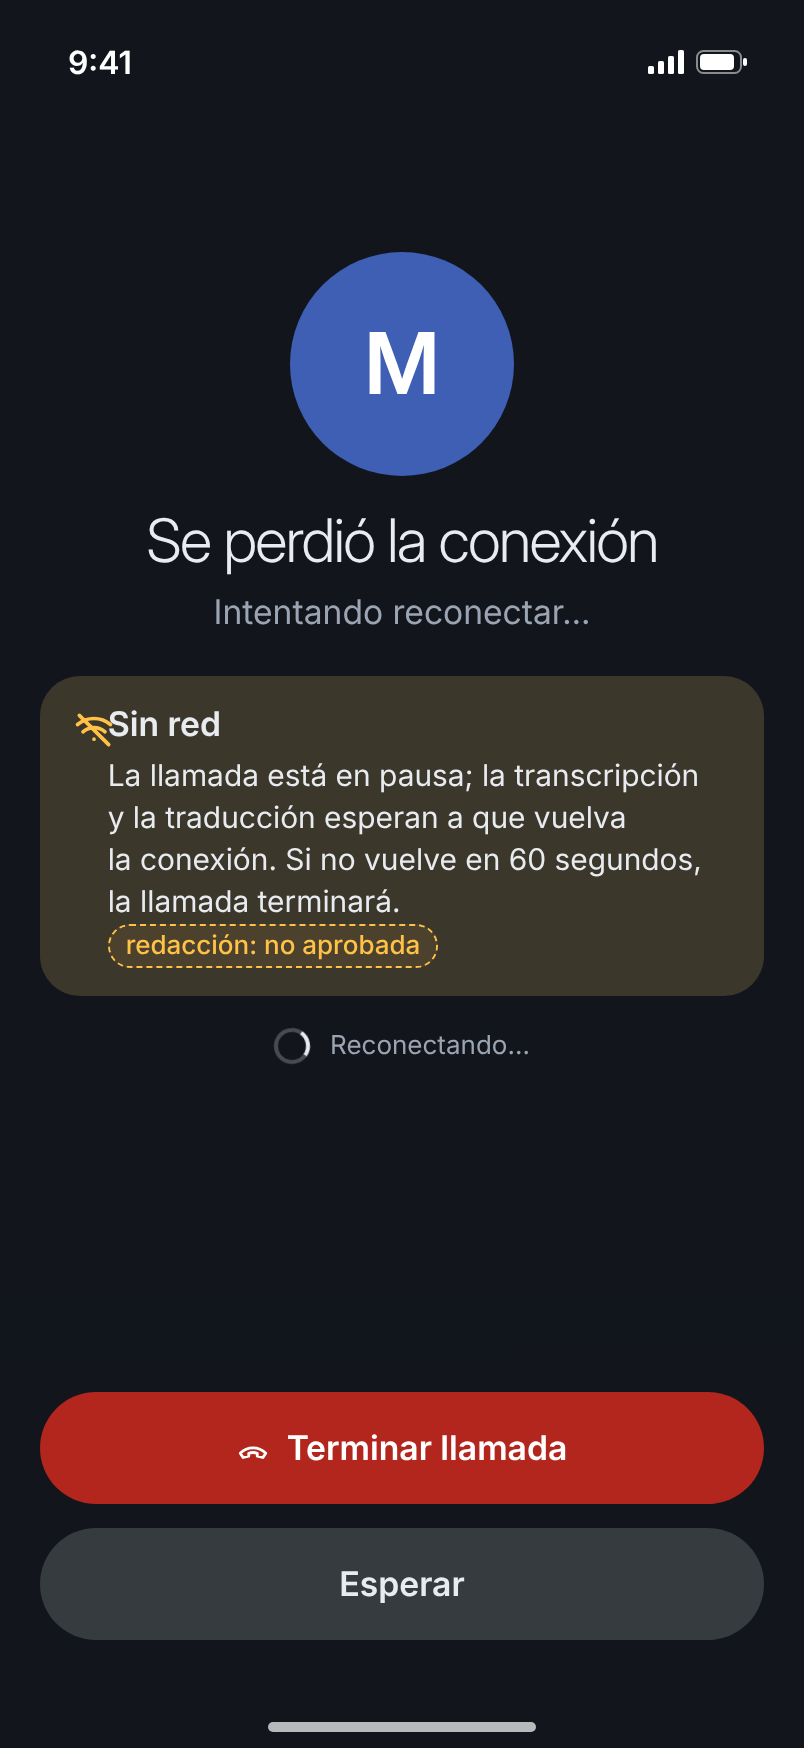 9:41
M
Se perdió la conexión
Intentando reconectar...
Sin red
La llamada está en pausa; la transcripción
y la traducción esperan a que vuelva
la conexión. Si no vuelve en 60 segundos,
la llamada terminará.
redacción: no aprobada
Reconectando...
Terminar llamada
Esperar